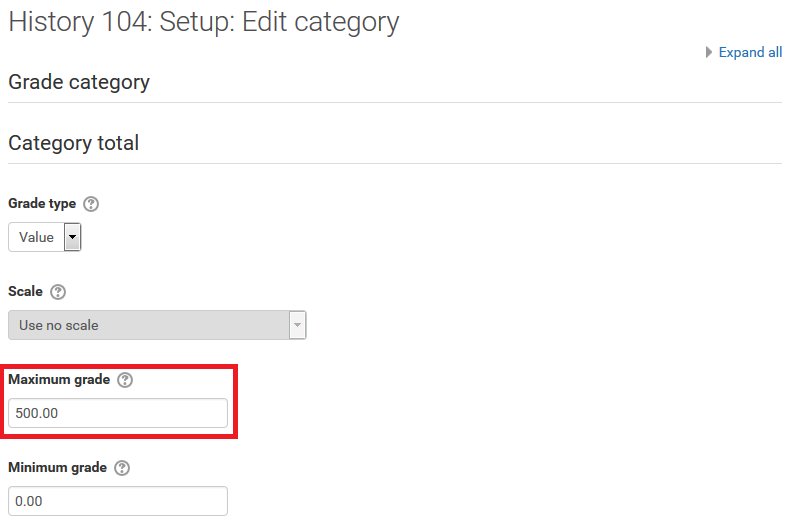 History 104: Setup: Edit category
Expand all
Grade category
Category total
Grade type ?
Value
Scale ?
Use no scale
Maximum grade ?
500.00
Minimum grade ?
0.00